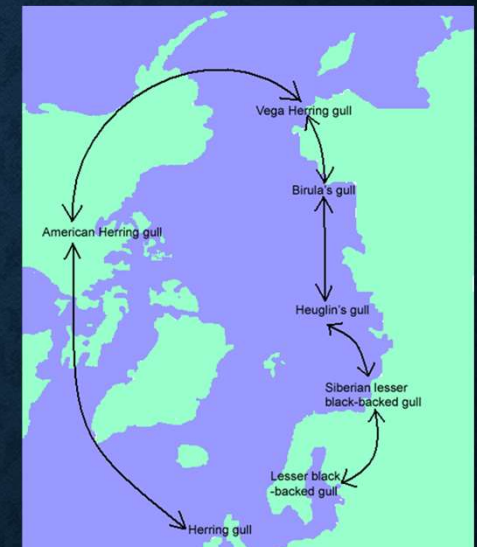 Vega Herring gull
Birula's gull
American Herring gull
Heuglin's gull
Siberian lesser
black-backed gull
Lesser black
-backed gull
Herring gull